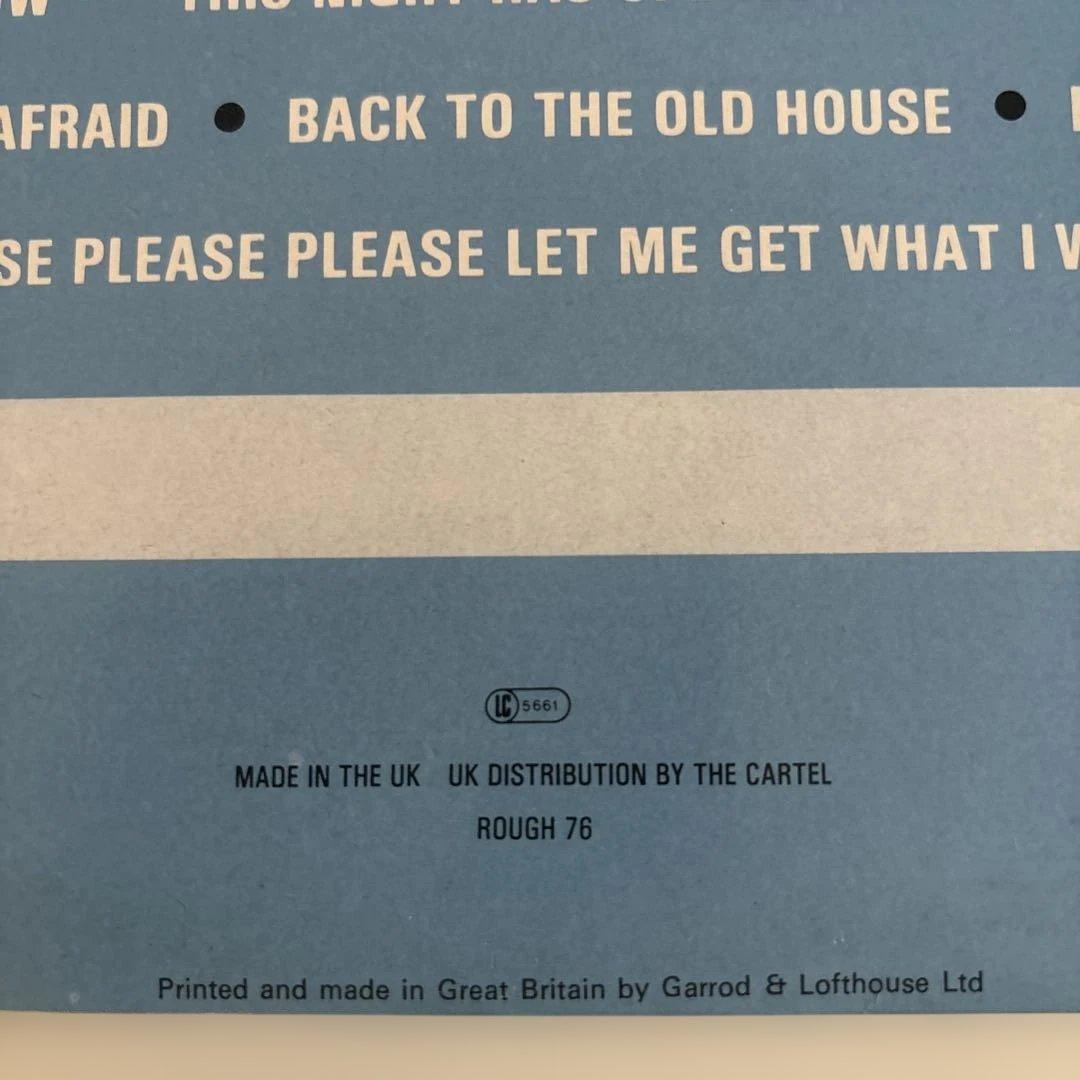 AFRAID ● BACK TO THE OLD HOUSE ●
PLEASE PLEASE LET ME GET WHAT I
LC 5661
MADE IN THE UK UK DISTRIBUTION BY THE CARTEL
ROUGH 76
Printed and made in Great Britain by Garrod & Lofthouse Ltd